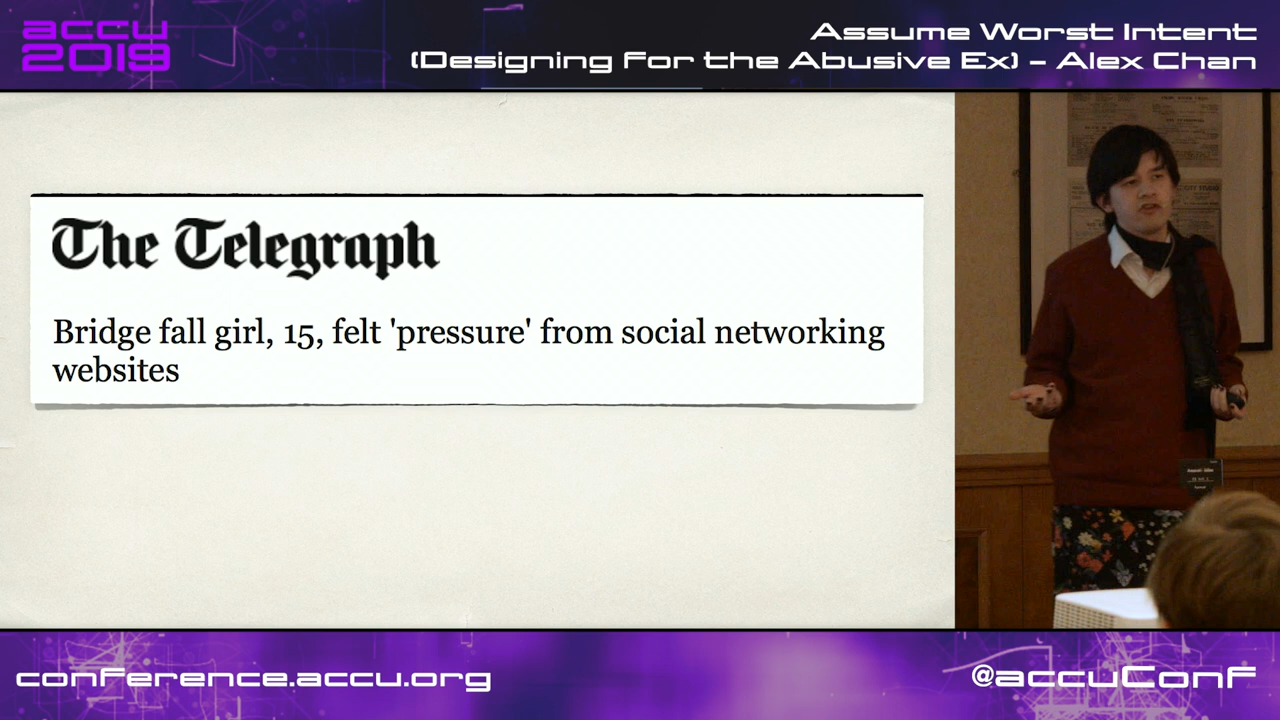 accu
2019
Assume Worst Intent
(Designing For the Abusive Ex) - Alex Chan
The Telegraph
Bridge fall girl, 15, felt 'pressure' from social networking
websites
conference.accu.org
@accuConf